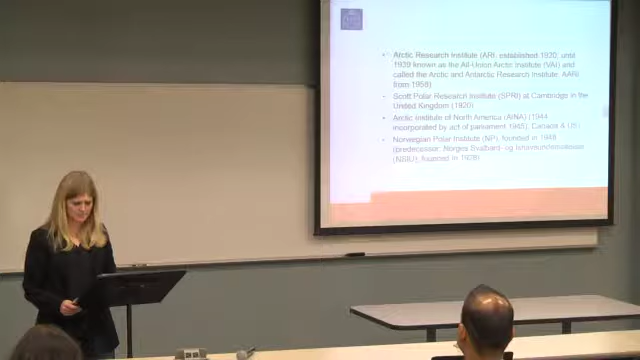 - Arctic Research Institute (ARI, established 1920, until
1939 known as the All-Union Arctic Institute (VAI) and
called the Arctic and Antarctic Research Institute, AARI
from 1958)
- Scott Polar Research Institute (SPRI) at Cambridge in the
United Kingdom (1920)
- Arctic Institute of North America (AINA) (1944
incorporated by act of parliament 1945), Canada & US)
- Norwegian Polar Institute (NP), founded in 1948
(predecessor: Norges Svalbard- og
(NSIU), founded in 1928)